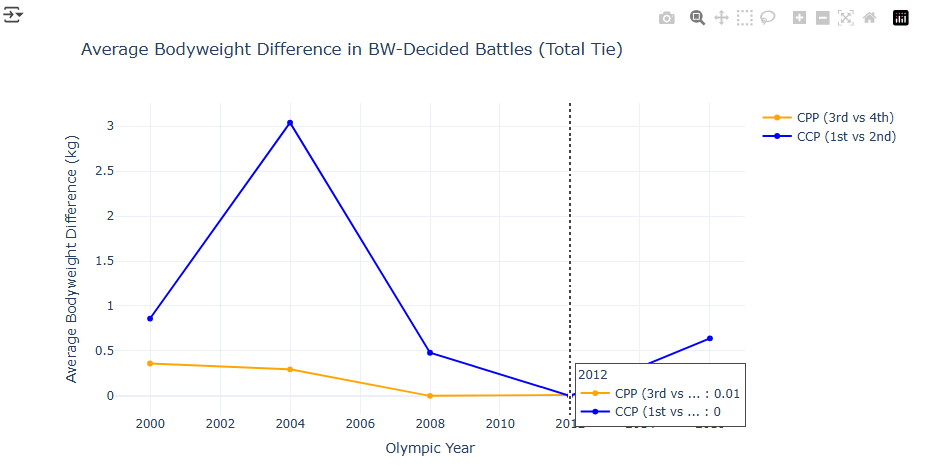 Average Bodyweight Difference in BW-Decided Battles (Total Tie)
CPP (3rd vs 4th)
CCP (1st vs 2nd)
Average Bodyweight Difference (kg)
3
2.5
2
1.5
1
0.5
0
2012
CPP (3rd vs ... : 0.01
CCP (1st vs ... : 0
2000 2002 2004 2006 2008 2010
Olympic Year